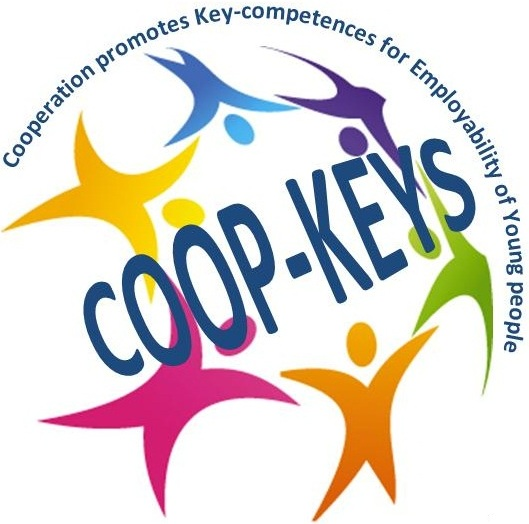 Cooperation promotes Key-competences for Employability of Young people
COOP-KEYS